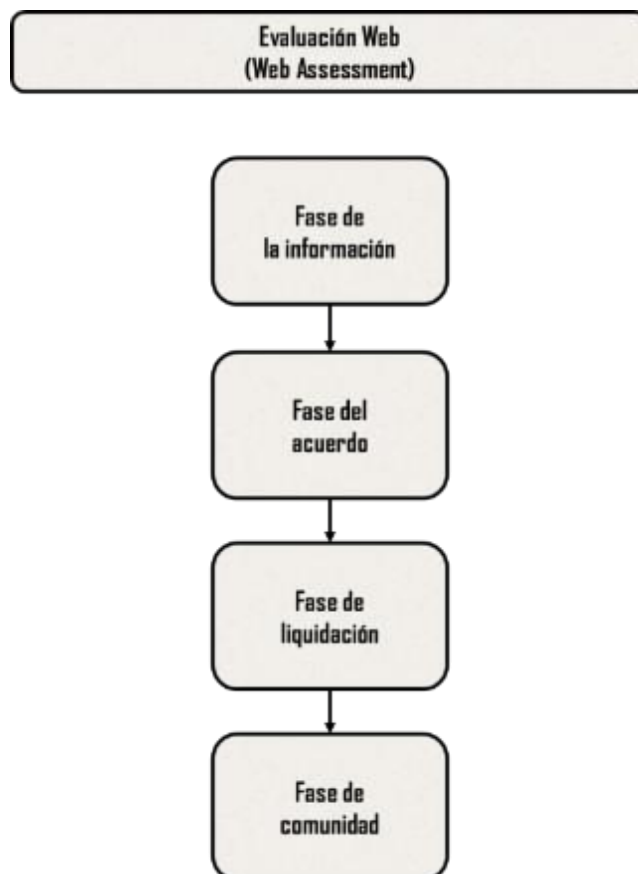 Evaluación Web
(Web Assessment)
Fase de
la información
Fase del
acuerdo
Fase de
liquidación
Fase de
comunidad